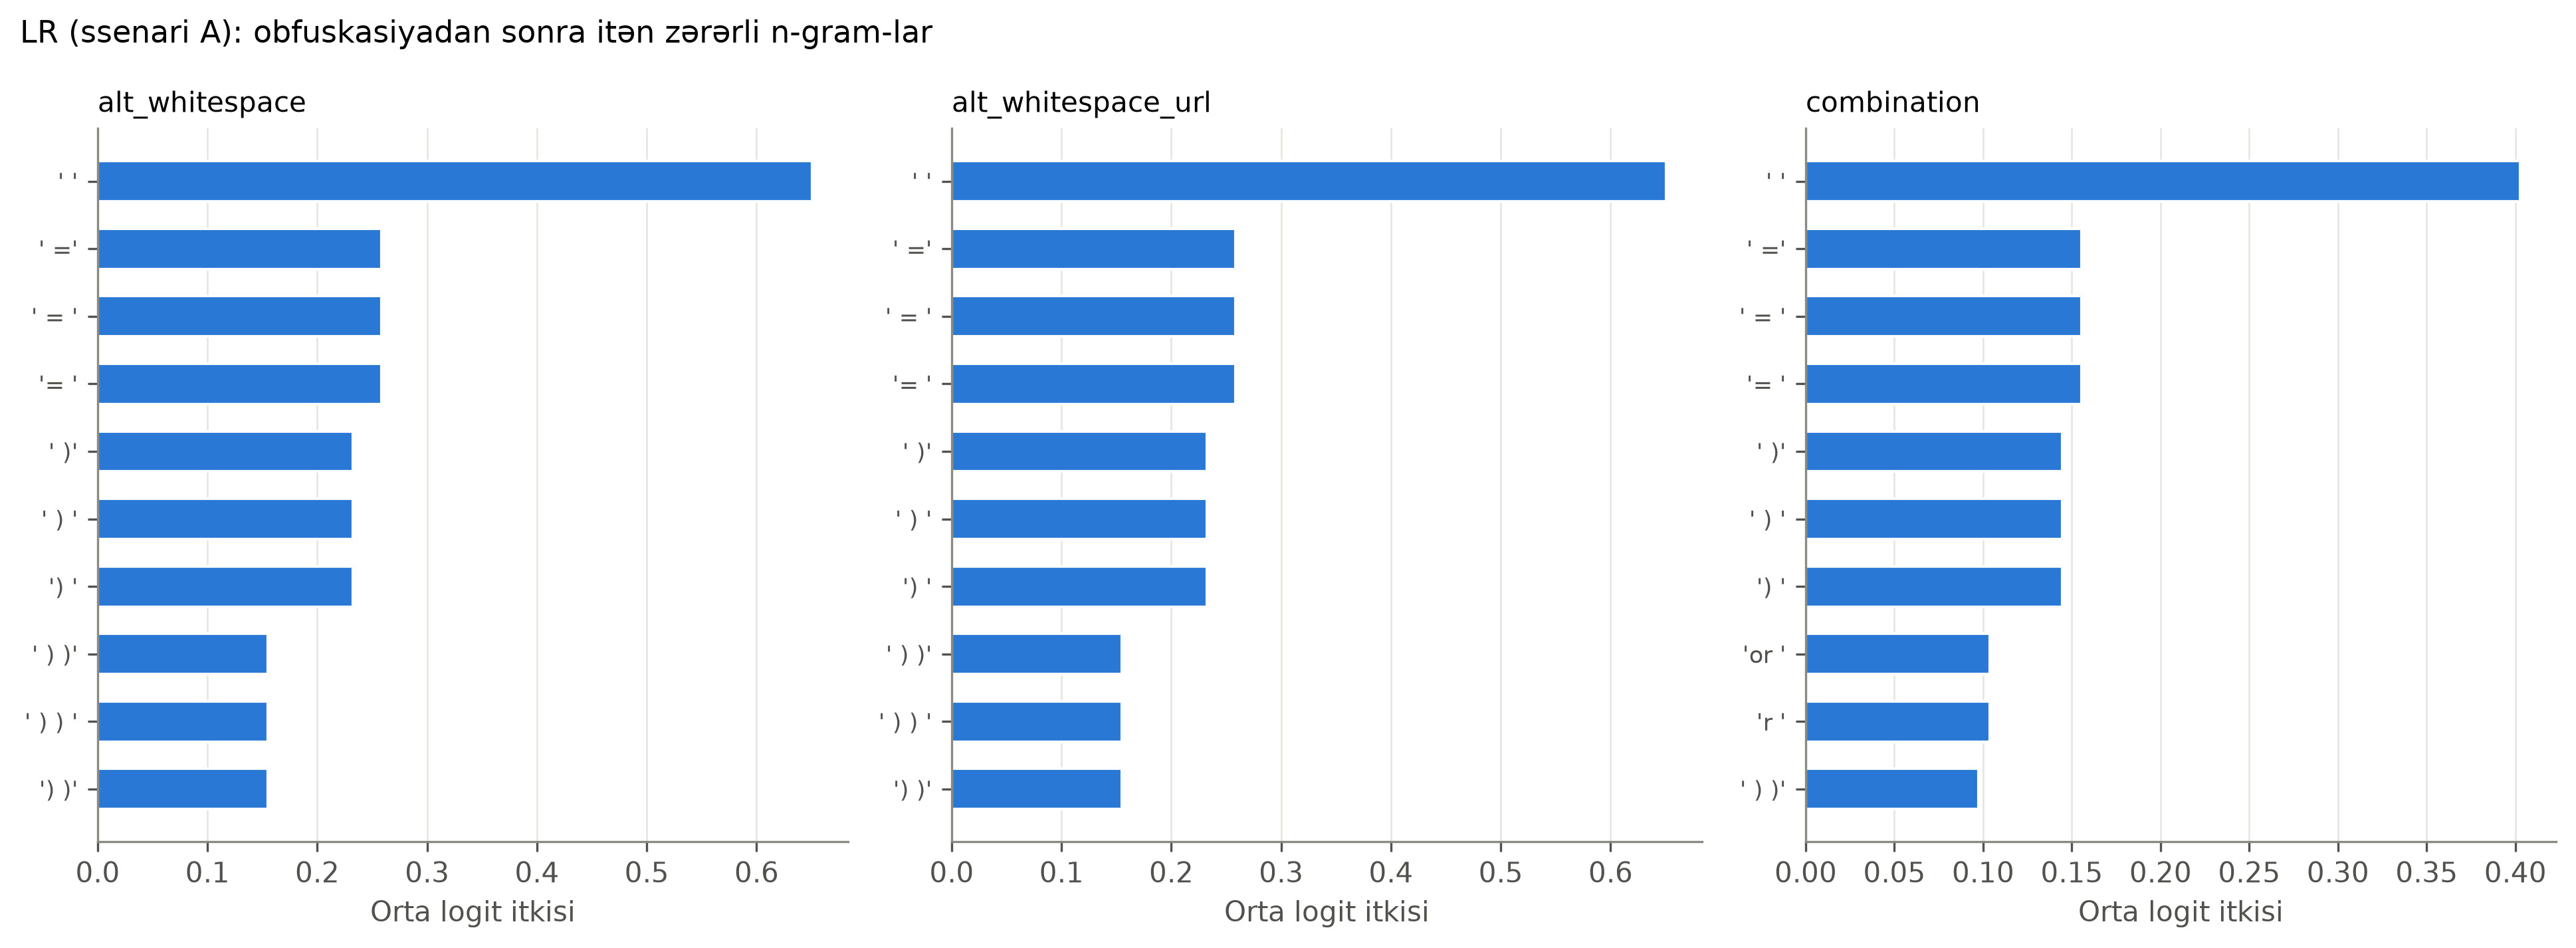 LR (ssenari A): obfuskasiyadan sonra itən zərərli n-gram-lar
alt_whitespace
' '
' ='
' = '
'= '
' )'
' ) '
') '
' ) )'
' ) ) '
') )'
0.0 0.1 0.2 0.3 0.4 0.5 0.6
Orta logit itkisi
alt_whitespace_url
' '
' ='
' = '
'= '
' )'
' ) '
') '
' ) )'
' ) ) '
') )'
0.0 0.1 0.2 0.3 0.4 0.5 0.6
Orta logit itkisi
combination
' '
' ='
' = '
'= '
' )'
' ) '
') '
'or '
'r '
' ) )'
0.00 0.05 0.10 0.15 0.20 0.25 0.30 0.35 0.40
Orta logit itkisi